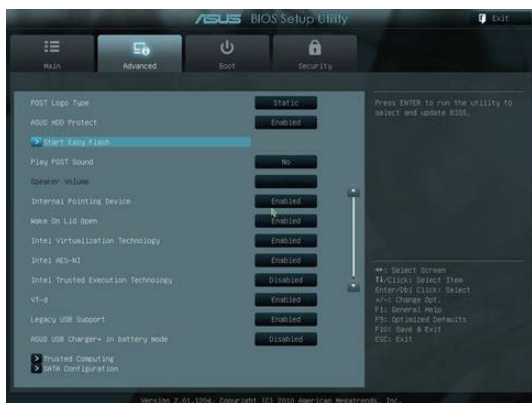 ASUS BIOS Setup Utility
Exit
Main
Advanced
Boot
Security
POST Logo Type Static
ASUS HDD Protect Enabled
Start Easy Flash
Play POST Sound No
Speaker Volume
Internal Pointing Device Enabled
Wake On Lid Open Enabled
Intel Virtualization Technology Enabled
Intel AES-NI Enabled
Intel Trusted Execution Technology Disabled
VT-d Enabled
Legacy USB Support Enabled
ASUS USB Charger+ in battery mode Disabled
Trusted Computing
SATA Configuration
Press ENTER to run the utility to
select and update BIOS.
↔: Select Screen
↑↓/Click: Select Item
Enter/Dbl Click: Select
+/-: Change Opt.
F1: General Help
F9: Optimized Defaults
F10: Save & Exit
ESC: Exit
Version 2.01.1204. Copyright (C) 2010 American Megatrends, Inc.